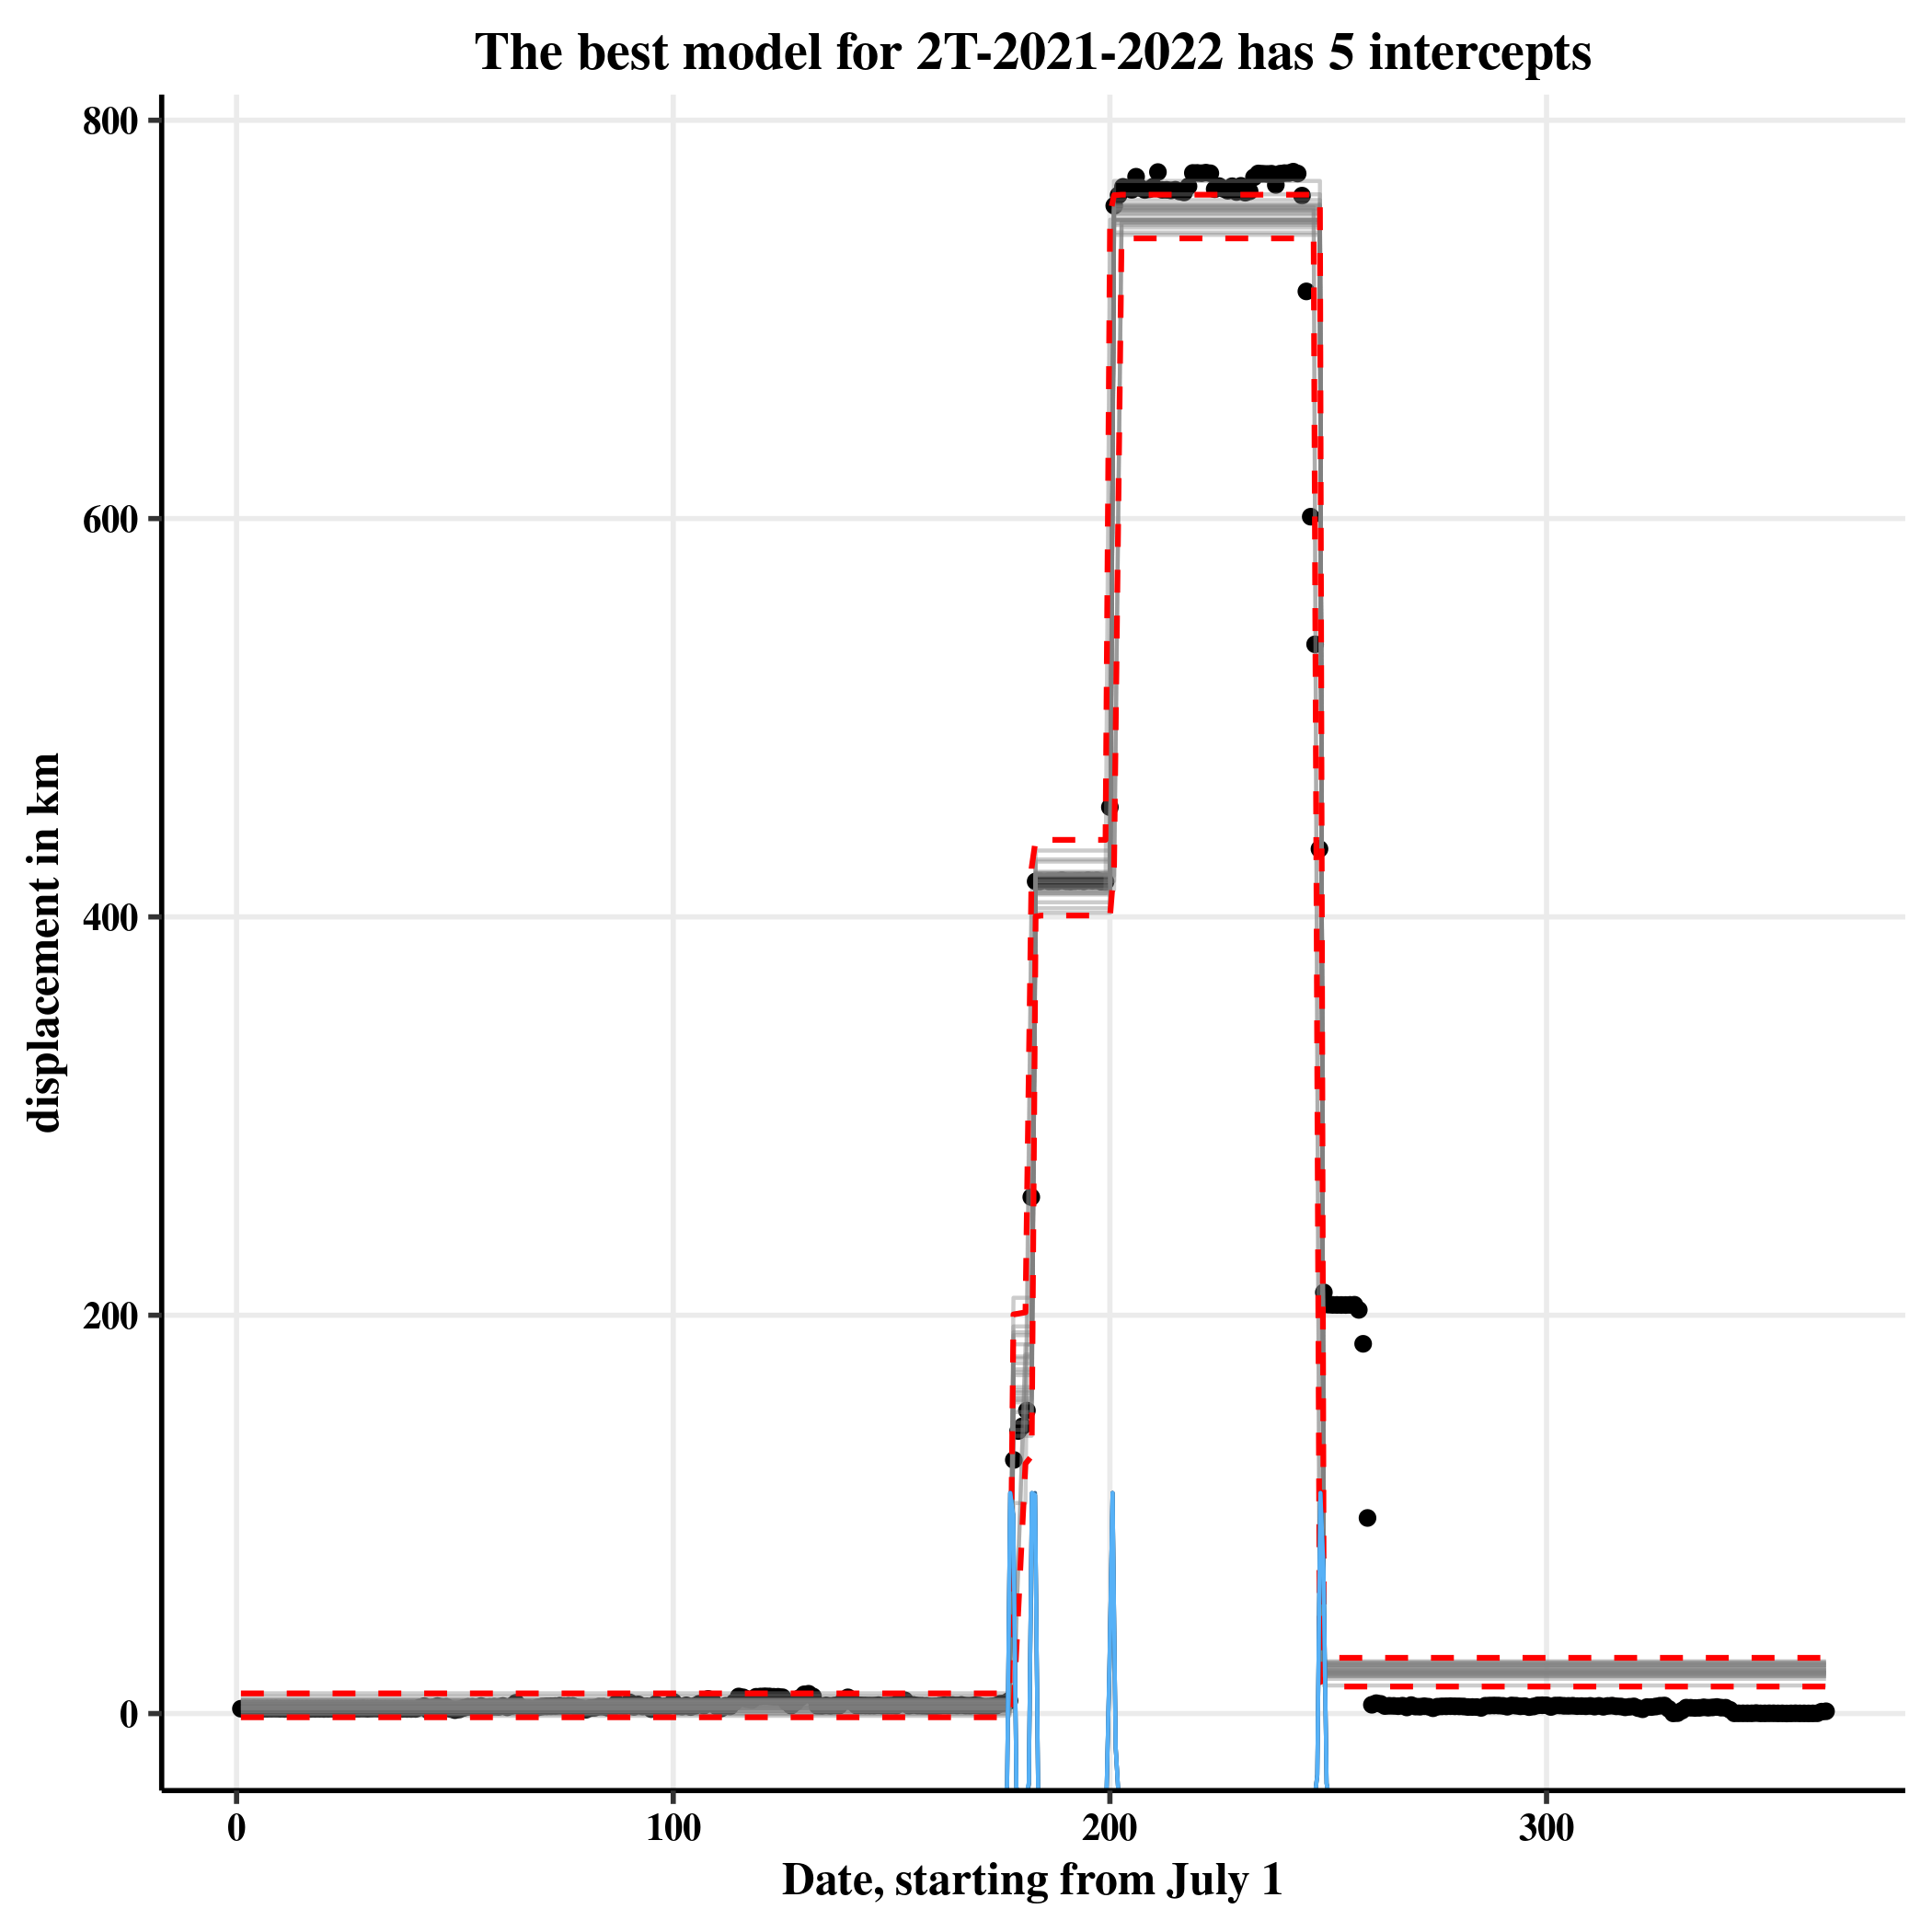 The best model for 2T-2021-2022 has 5 intercepts
800
600
400
200
0
displacement in km
0 100 200 300
Date, starting from July 1